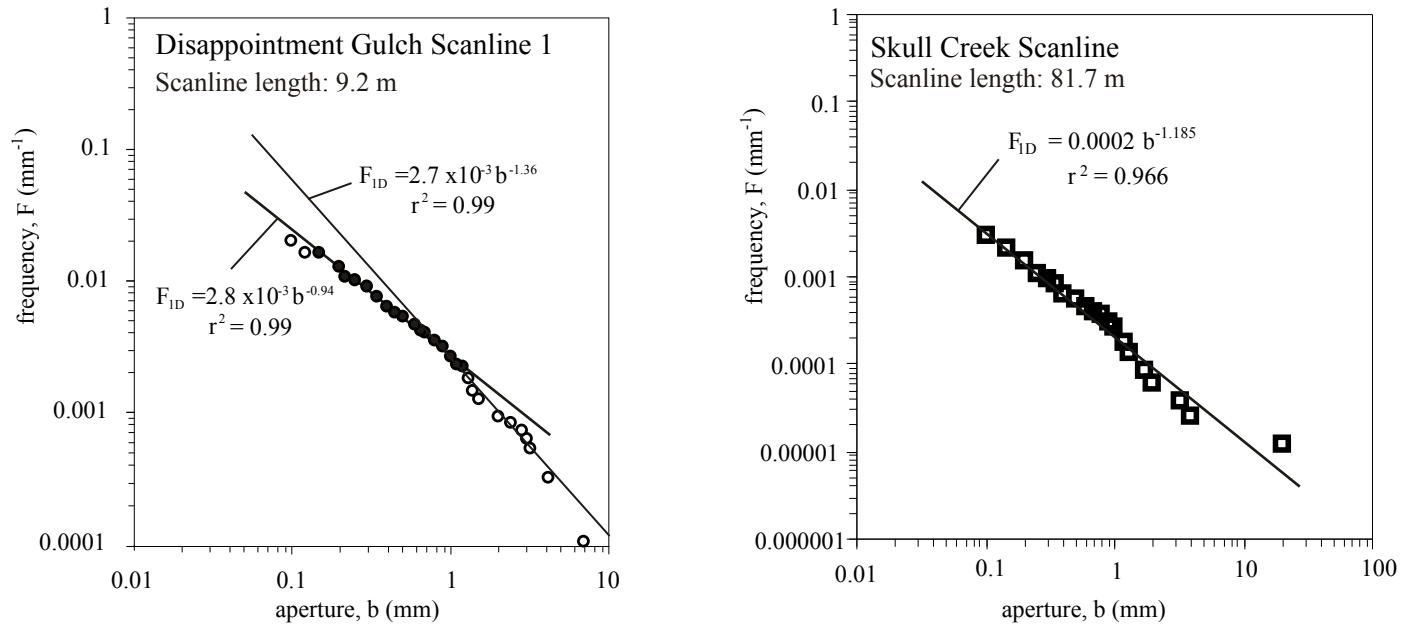 Disappointment Gulch Scanline 1
Scanline length: 9.2 m
F1D =2.7 x10-3 b-1.36
r2 = 0.99
F1D =2.8 x10-3 b-0.94
r2 = 0.99
frequency, F (mm-1)
1
0.1
0.01
0.001
0.0001
0.01
0.1
1
10
aperture, b (mm)
Skull Creek Scanline
Scanline length: 81.7 m
F1D = 0.0002 b-1.185
r2 = 0.966
frequency, F (mm-1)
1
0.1
0.01
0.001
0.0001
0.00001
0.000001
0.01
0.1
1
10
100
aperture, b (mm)